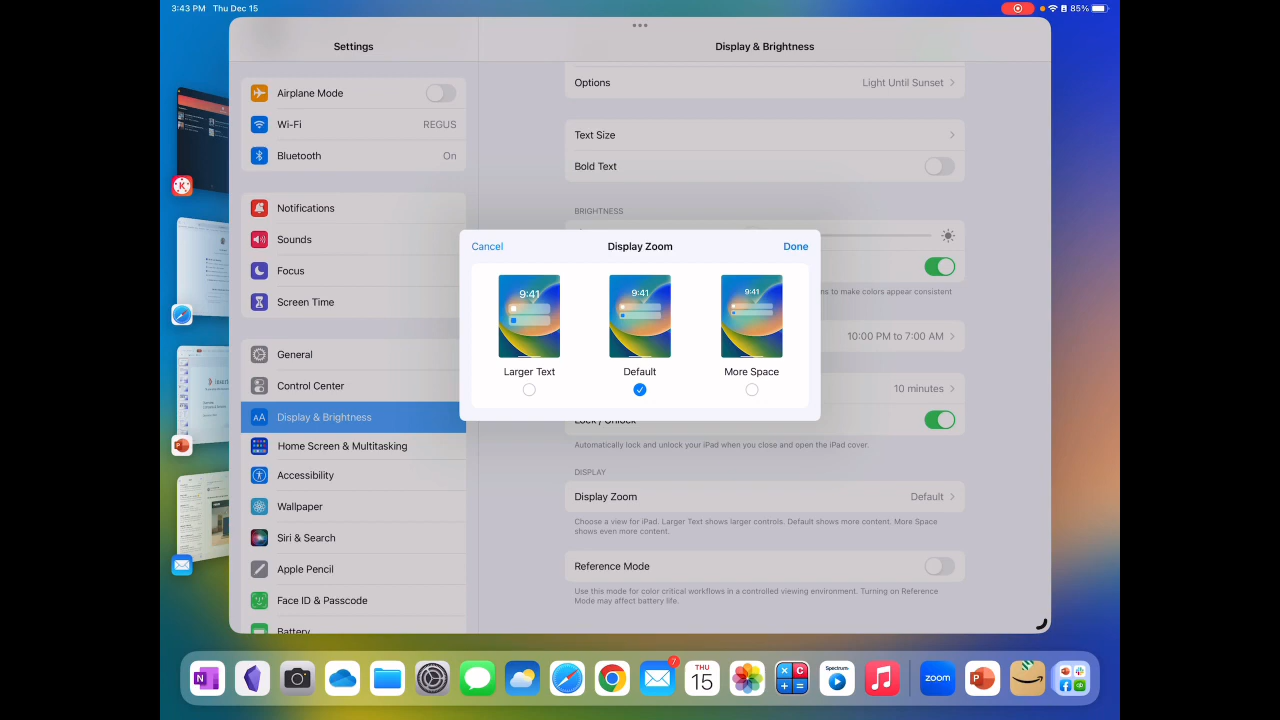 3:43 PM Thu Dec 15
85%
Settings
Display & Brightness
Airplane Mode
Wi-Fi REGUS
Bluetooth On
Notifications
Sounds
Focus
Screen Time
General
Control Center
Display & Brightness
Home Screen & Multitasking
Accessibility
Wallpaper
Siri & Search
Apple Pencil
Face ID & Passcode
Battery
Options Light Until Sunset
Text Size
Bold Text
BRIGHTNESS
ns to make colors appear consistent
10:00 PM to 7:00 AM
10 minutes
Lock / Unlock
Automatically lock and unlock your iPad when you close and open the iPad cover.
DISPLAY
Display Zoom Default
Choose a view for iPad. Larger Text shows larger controls. Default shows more content. More Space
shows even more content.
Reference Mode
Use this mode for color critical workflows in a controlled viewing environment. Turning on Reference
Mode may affect battery life.
Cancel Display Zoom Done
9:41 9:41 9:41
Larger Text Default More Space
7
THU
15
Spectrum
zoom